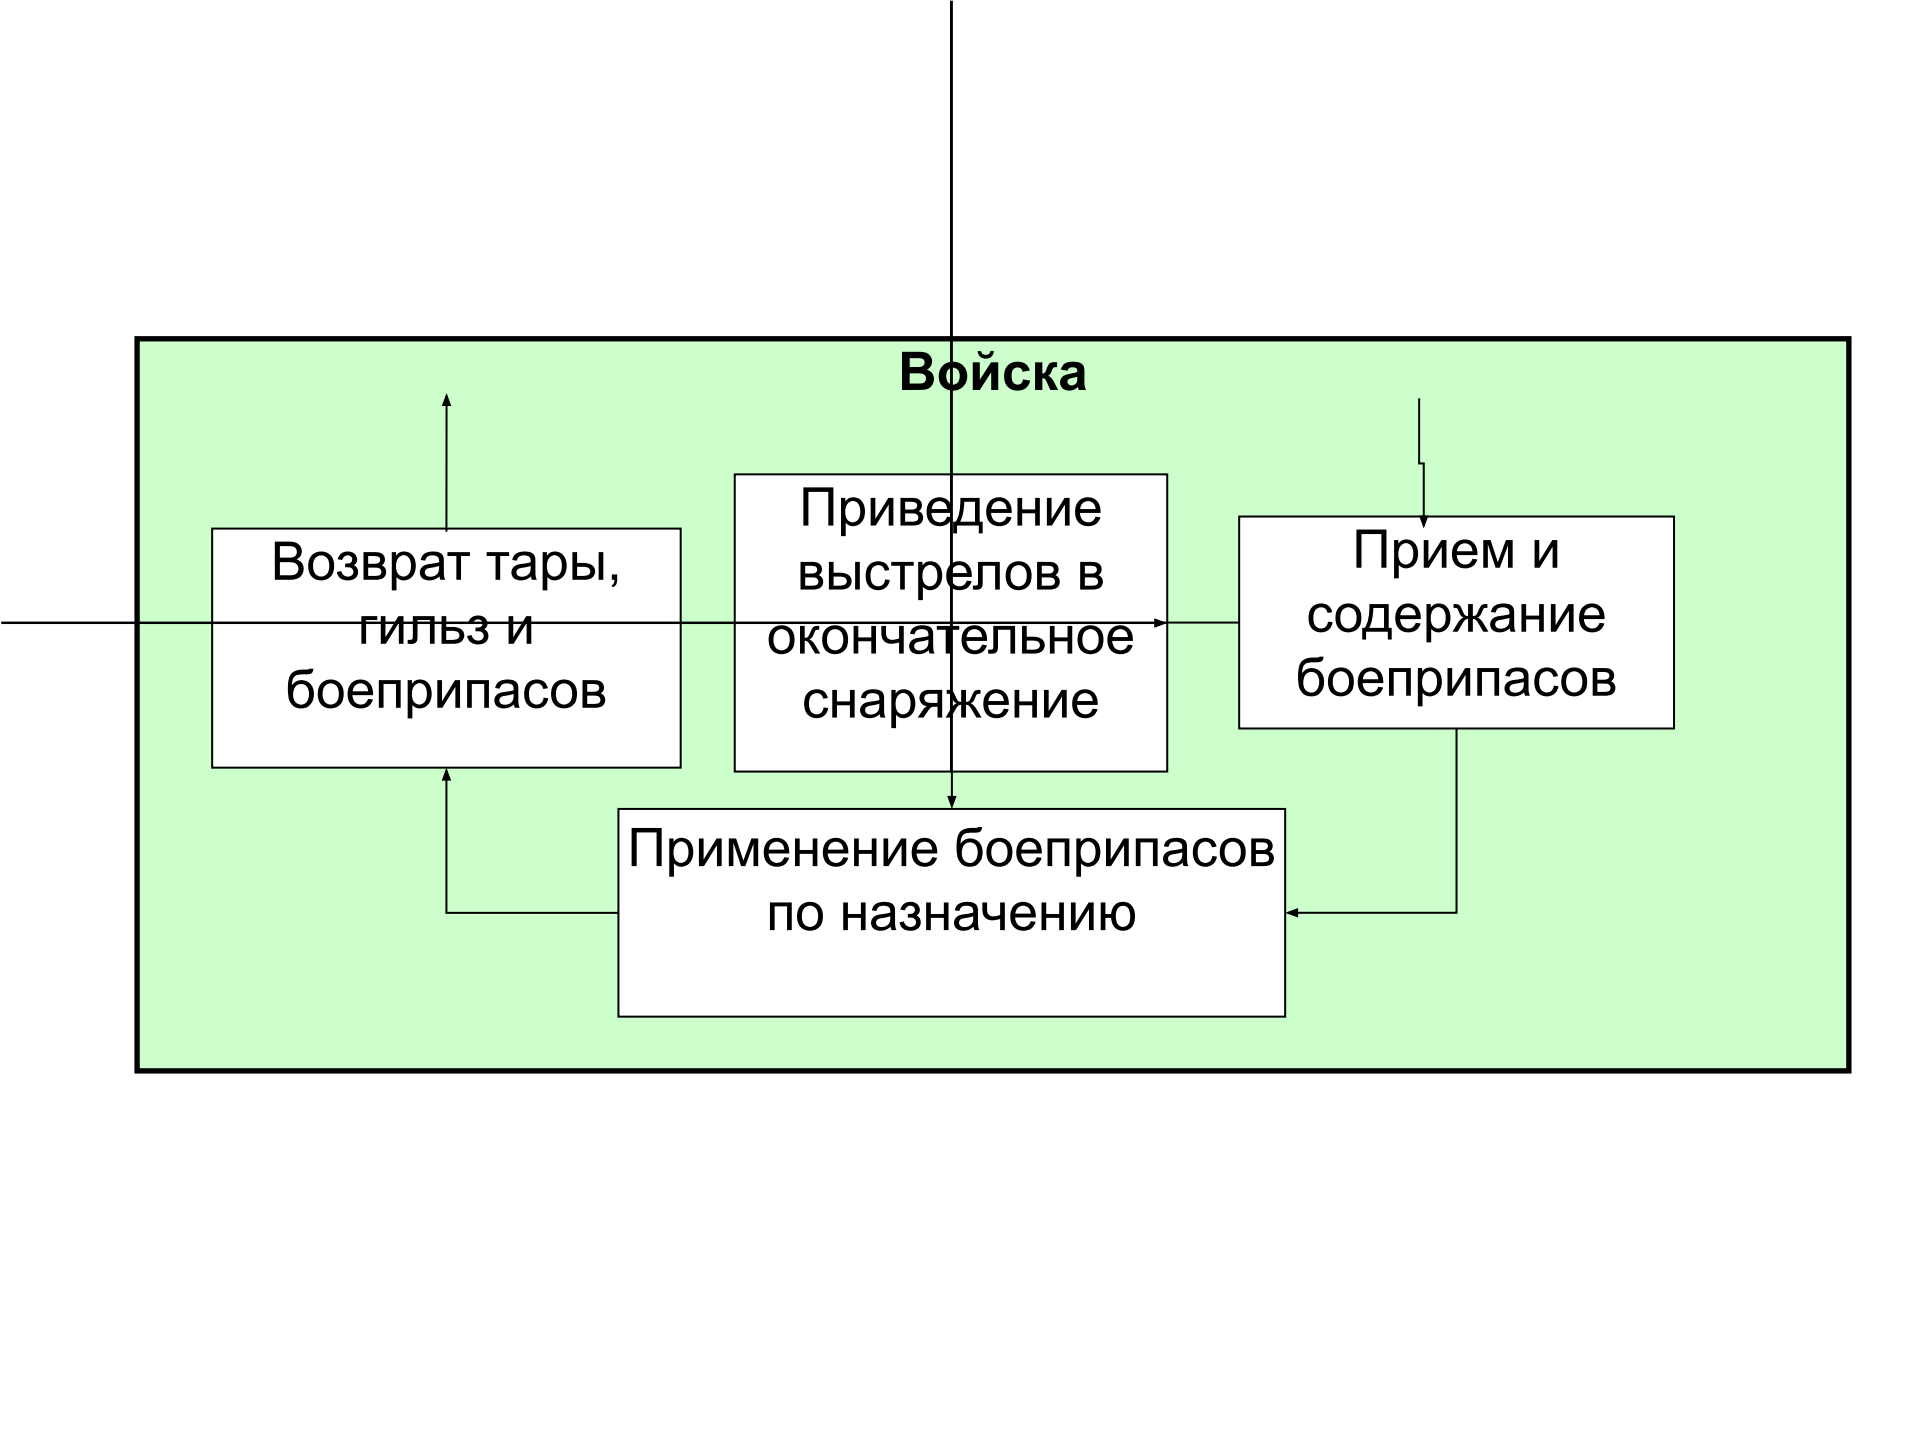 Войска
Возврат тары,
гильз и
боеприпасов
Приведение
выстрелов в
окончательное
снаряжение
Прием и
содержание
боеприпасов
Применение боеприпасов
по назначению